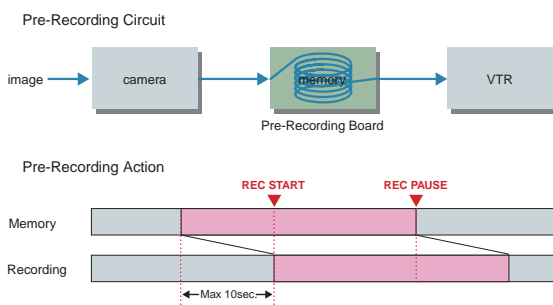 Pre-Recording Circuit
image
camera
memory
VTR
Pre-Recording Board
Pre-Recording Action
REC START
REC PAUSE
Memory
Recording
Max 10sec.